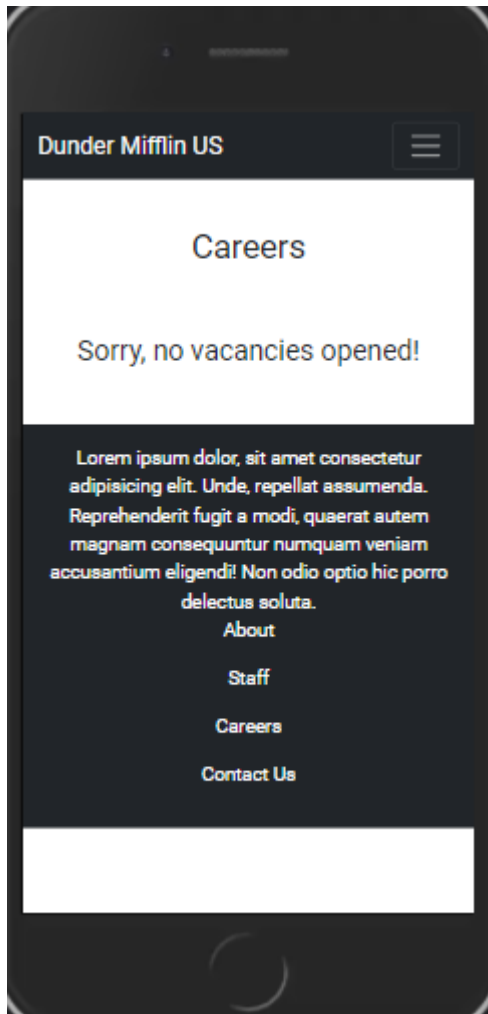 Dunder Mifflin US
Careers
Sorry, no vacancies opened!
Lorem ipsum dolor, sit amet consectetur
adipisicing elit. Unde, repellat assumenda.
Reprehenderit fugit a modi, quaerat autem
magnam consequuntur numquam veniam
accusantium eligendi! Non odio optio hic porro
delectus soluta.
About
Staff
Careers
Contact Us